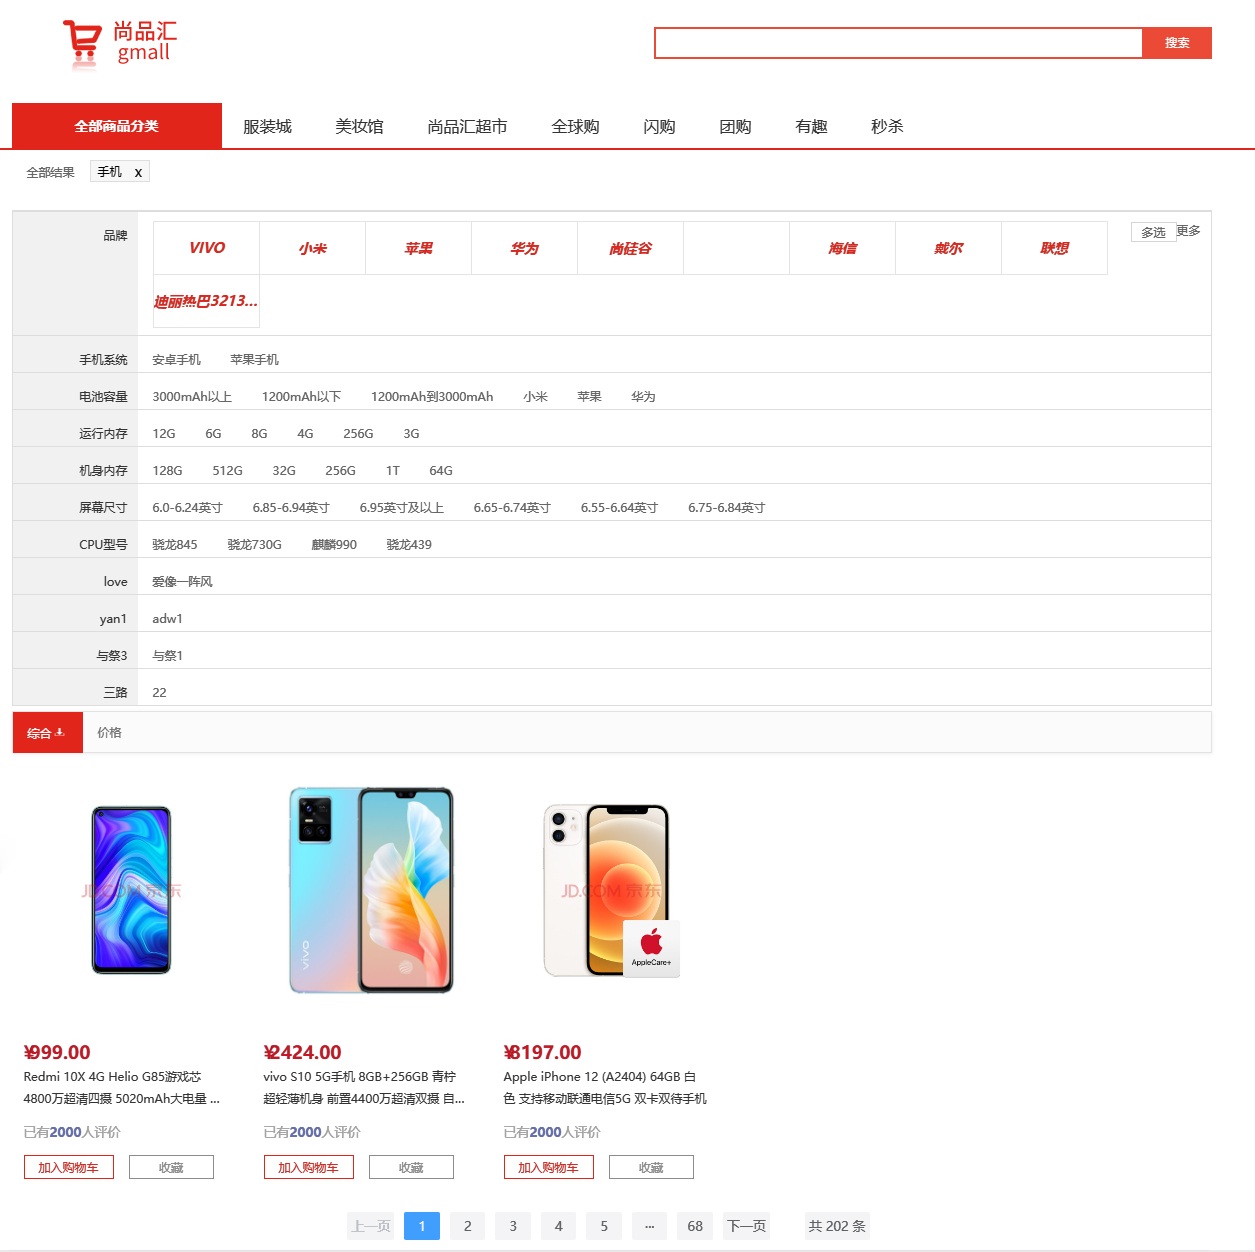 尚品汇
gmall
搜索
全部商品分类 服装城 美妆馆 尚品汇超市 全球购 闪购 团购 有趣 秒杀
全部结果 手机 x
品牌 VIVO 小米 苹果 华为 尚硅谷 海信 戴尔 联想 多选 更多
迪丽热巴3213...
手机系统 安卓手机 苹果手机
电池容量 3000mAh以上 1200mAh以下 1200mAh到3000mAh 小米 苹果 华为
运行内存 12G 6G 8G 4G 256G 3G
机身内存 128G 512G 32G 256G 1T 64G
屏幕尺寸 6.0-6.24英寸 6.85-6.94英寸 6.95英寸及以上 6.65-6.74英寸 6.55-6.64英寸 6.75-6.84英寸
CPU型号 骁龙845 骁龙730G 麒麟990 骁龙439
love 爱像一阵风
yan1 adw1
与祭3 与祭1
三路 22
综合 价格
JD.COM 京东
vivo
JD.COM 京东
AppleCare+
¥999.00 ¥2424.00 ¥8197.00
Redmi 10X 4G Helio G85游戏芯 vivo S10 5G手机 8GB+256GB 青柠 Apple iPhone 12 (A2404) 64GB 白
4800万超清四摄 5020mAh大电量 ... 超轻薄机身 前置4400万超清双摄 自... 色 支持移动联通电信5G 双卡双待手机
已有2000人评价 已有2000人评价 已有2000人评价
加入购物车 收藏 加入购物车 收藏 加入购物车 收藏
上一页 1 2 3 4 5 ··· 68 下一页 共 202 条